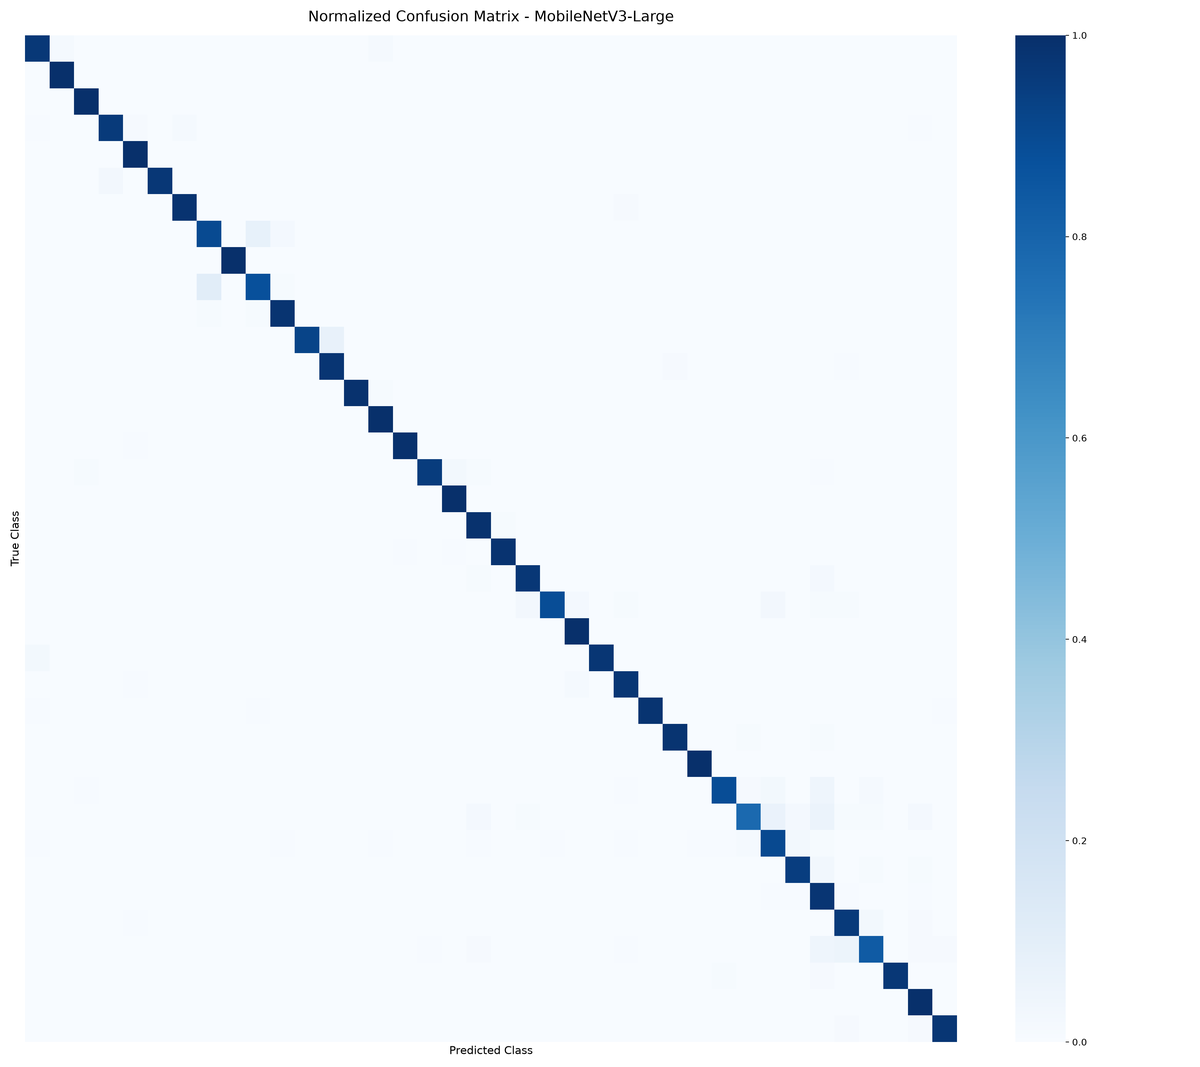 Normalized Confusion Matrix - MobileNetV3-Large
True Class
Predicted Class
1.0
0.8
0.6
0.4
0.2
0.0